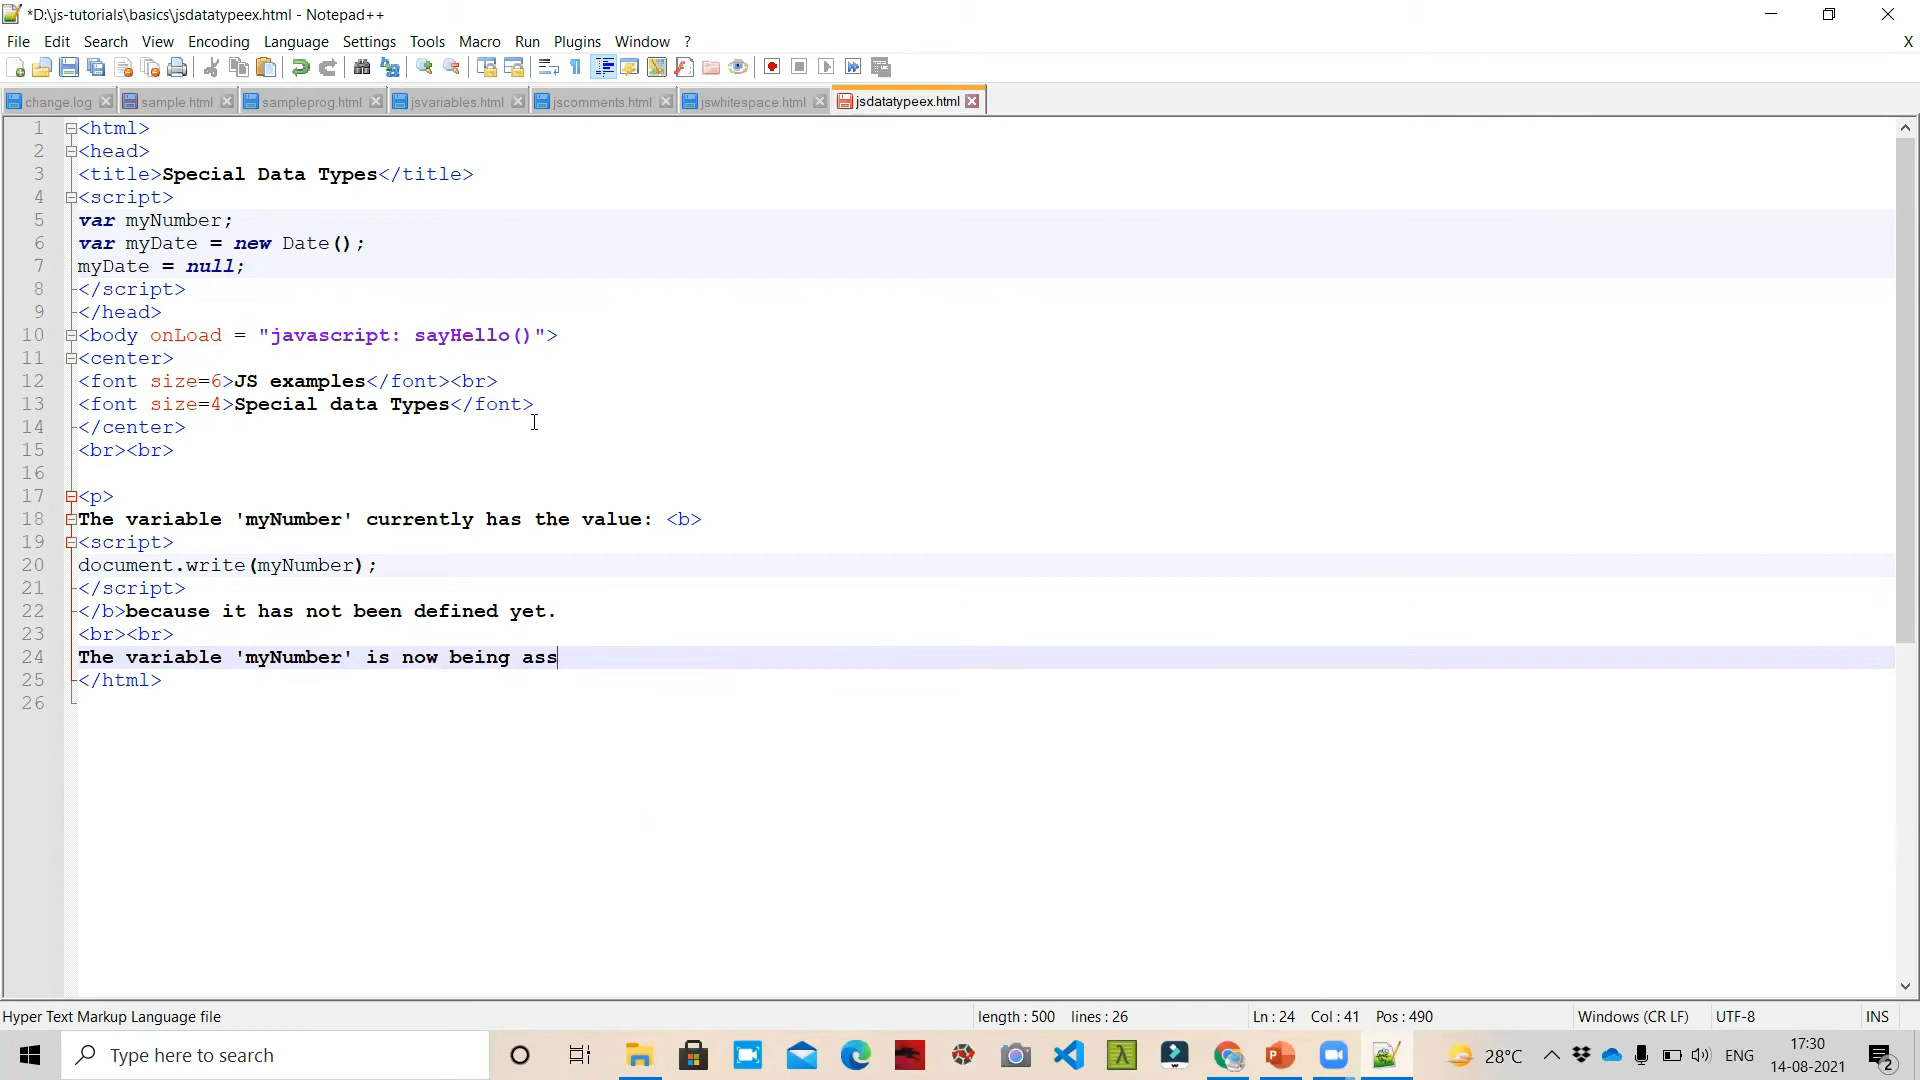 *D:\js-tutorials\basics\jsdatatypeex.html - Notepad++
File Edit Search View Encoding Language Settings Tools Macro Run Plugins Window ? X
change.log sample.html sampleprog.html jsvariables.html jscomments.html jswhitespace.html jsdatatypeex.html
1 <html>
2 <head>
3 <title>Special Data Types</title>
4 <script>
5 var myNumber;
6 var myDate = new Date();
7 myDate = null;
8 </script>
9 </head>
10 <body onLoad = "javascript: sayHello()">
11 <center>
12 <font size=6>JS examples</font><br>
13 <font size=4>Special data Types</font>
14 </center>
15 <br><br>
16
17 <p>
18 The variable 'myNumber' currently has the value: <b>
19 <script>
20 document.write(myNumber);
21 </script>
22 </b>because it has not been defined yet.
23 <br><br>
24 The variable 'myNumber' is now being ass
25 </html>
26
Hyper Text Markup Language file length : 500 lines : 26 Ln : 24 Col : 41 Pos : 490 Windows (CR LF) UTF-8 INS
Type here to search 28°C ENG 17:30
14-08-2021 2